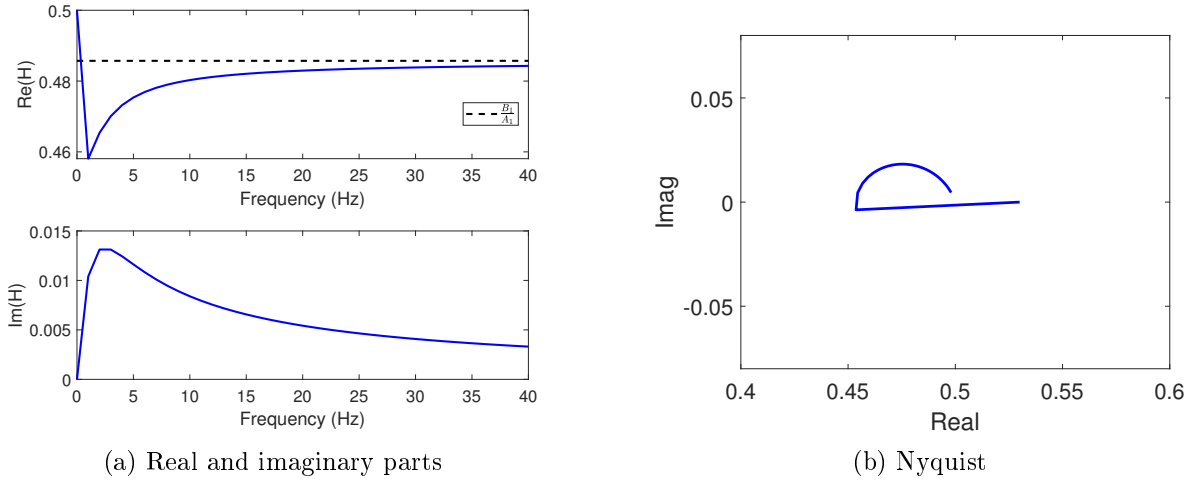 0.5
0.48
0.46
Re(H)
B₁
A₁
0 5 10 15 20 25 30 35 40
Frequency (Hz)
0.015
0.01
0.005
0
Im(H)
0 5 10 15 20 25 30 35 40
Frequency (Hz)
(a) Real and imaginary parts
0.05
0
-0.05
Imag
0.4 0.45 0.5 0.55 0.6
Real
(b) Nyquist